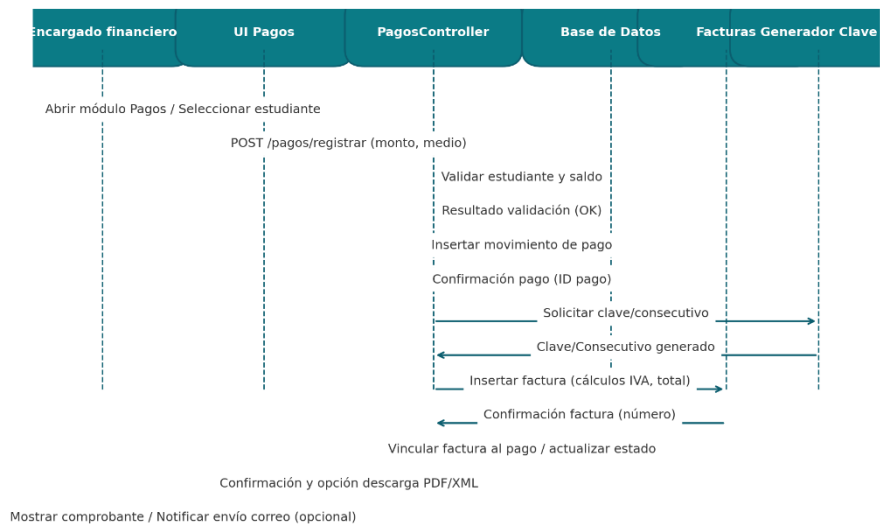 Encargado financiero
UI Pagos
PagosController
Base de Datos
Facturas
Generador Clave
Abrir módulo Pagos / Seleccionar estudiante
POST /pagos/registrar (monto, medio)
Validar estudiante y saldo
Resultado validación (OK)
Insertar movimiento de pago
Confirmación pago (ID pago)
Solicitar clave/consecutivo
Clave/Consecutivo generado
Insertar factura (cálculos IVA, total)
Confirmación factura (número)
Vincular factura al pago / actualizar estado
Confirmación y opción descarga PDF/XML
Mostrar comprobante / Notificar envío correo (opcional)